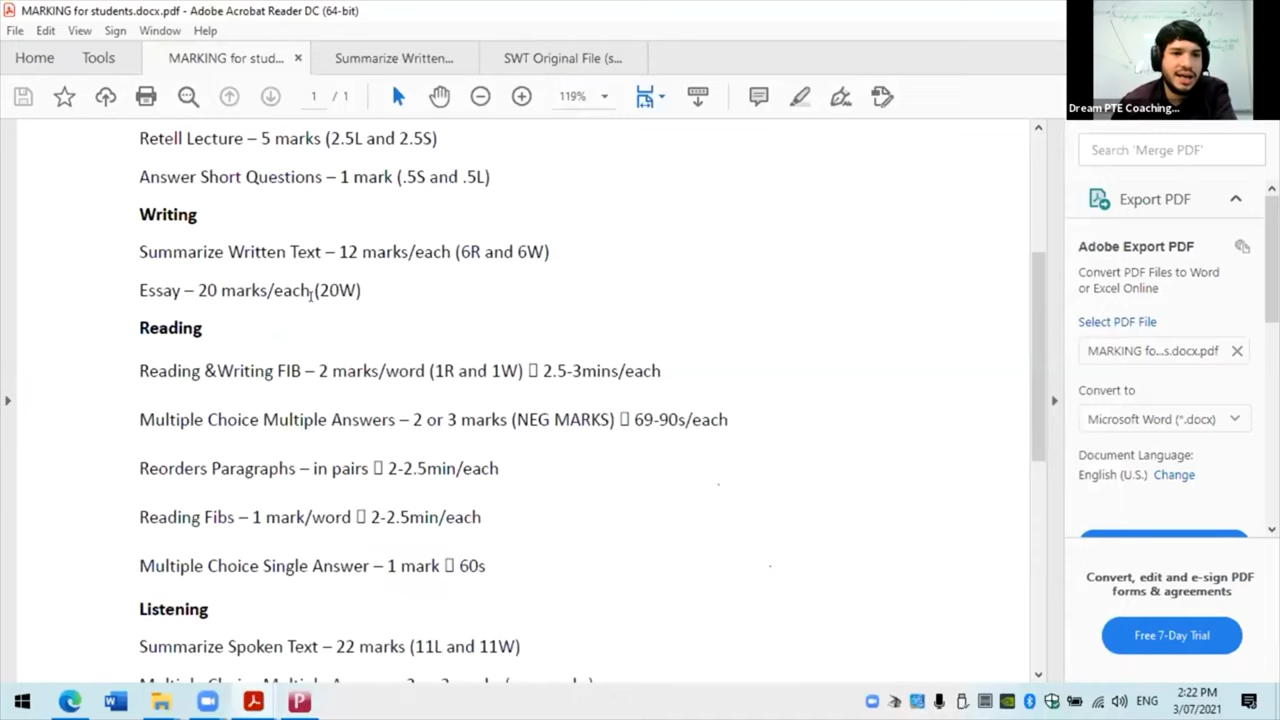 MARKING for students.docx.pdf - Adobe Acrobat Reader DC (64-bit)
File Edit View Sign Window Help
Home Tools MARKING for stud... × Summarize Written... SWT Original File (s...
1 / 1 119%
Dream PTE Coaching...
Retell Lecture – 5 marks (2.5L and 2.5S)
Answer Short Questions – 1 mark (.5S and .5L)
Writing
Summarize Written Text – 12 marks/each (6R and 6W)
Essay – 20 marks/each (20W)
Reading
Reading &Writing FIB – 2 marks/word (1R and 1W) 2.5-3mins/each
Multiple Choice Multiple Answers – 2 or 3 marks (NEG MARKS) 69-90s/each
Reorders Paragraphs – in pairs 2-2.5min/each
Reading Fibs – 1 mark/word 2-2.5min/each
Multiple Choice Single Answer – 1 mark 60s
Listening
Summarize Spoken Text – 22 marks (11L and 11W)
Search 'Merge PDF'
Export PDF
Adobe Export PDF
Convert PDF Files to Word
or Excel Online
Select PDF File
MARKING fo...s.docx.pdf
Convert to
Microsoft Word (*.docx)
Document Language:
English (U.S.) Change
Convert, edit and e-sign PDF
forms & agreements
Free 7-Day Trial
ENG
2:22 PM
3/07/2021